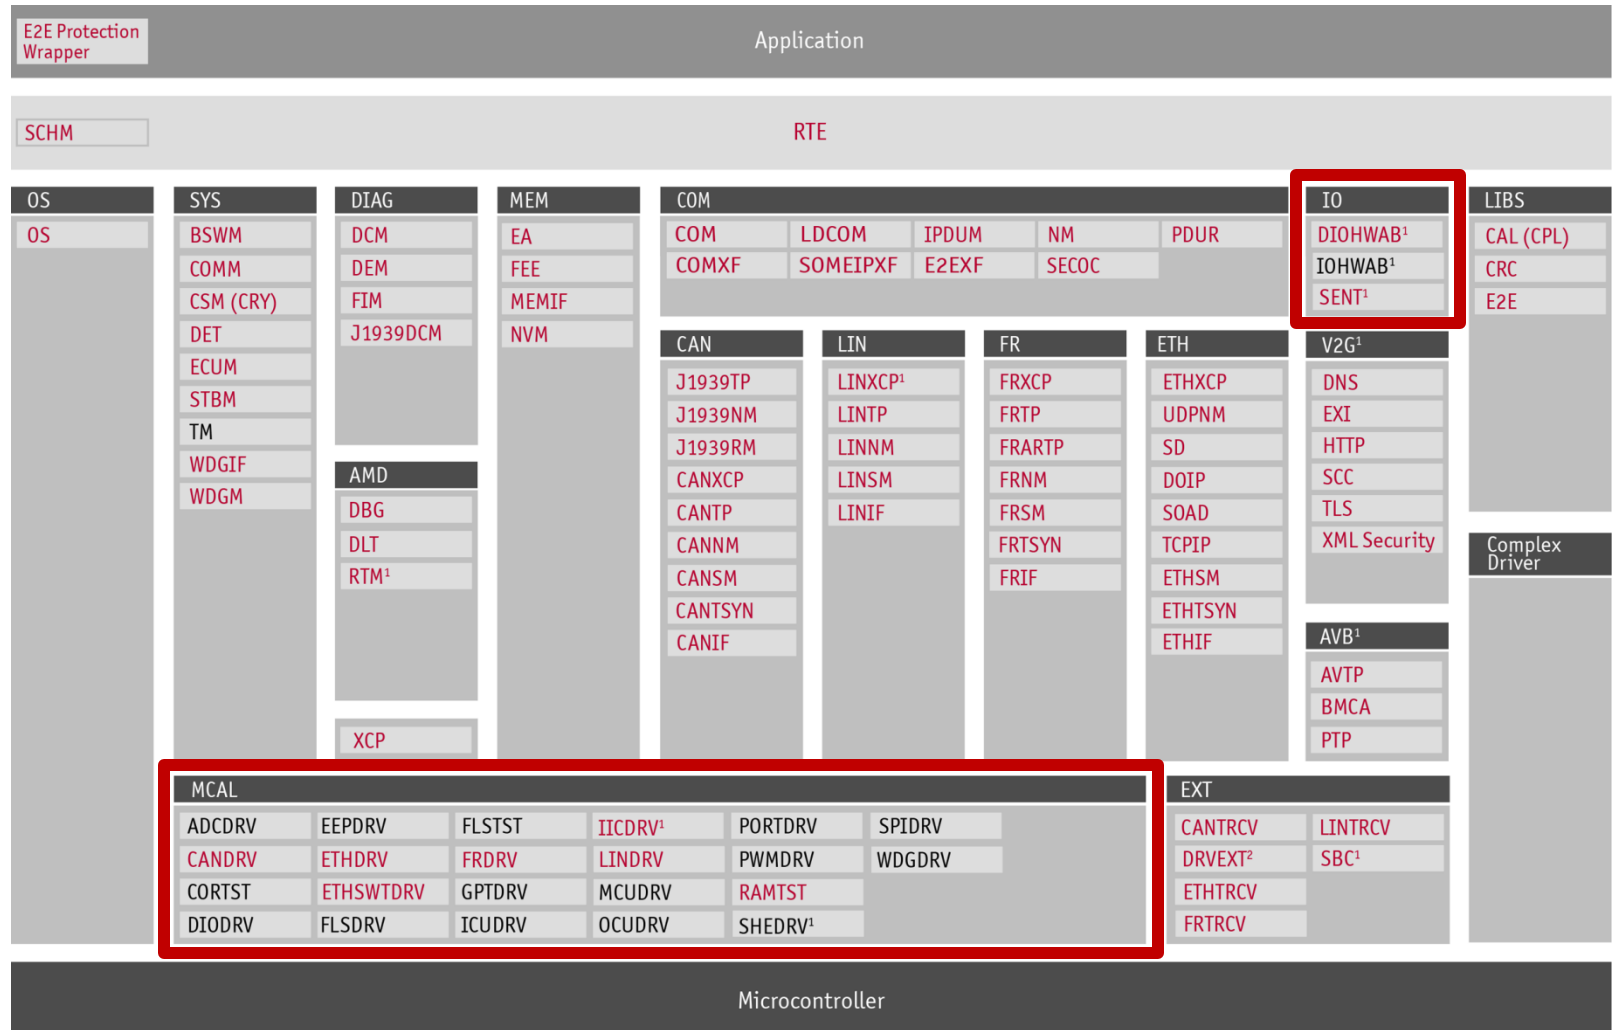 E2E Protection
Wrapper
Application
SCHM
RTE
OS
OS
SYS
BSWM
COMM
CSM (CRY)
DET
ECUM
STBM
TM
WDGIF
WDGM
DIAG
DCM
DEM
FIM
J1939DCM
AMD
DBG
DLT
RTM¹
XCP
MEM
EA
FEE
MEMIF
NVM
COM
COM LDCOM IPDUM NM PDUR
COMXF SOMEIPXF E2EXF SECOC
CAN
J1939TP
J1939NM
J1939RM
CANXCP
CANTP
CANNM
CANSM
CANTSYN
CANIF
LIN
LINXCP¹
LINTP
LINNM
LINSM
LINIF
FR
FRXCP
FRTP
FRARTP
FRNM
FRSM
FRTSYN
FRIF
ETH
ETHXCP
UDPNM
SD
DOIP
SOAD
TCPIP
ETHSM
ETHTSYN
ETHIF
IO
DIOHWAB¹
IOHWAB¹
SENT¹
V2G¹
DNS
EXI
HTTP
SCC
TLS
XML Security
AVB¹
AVTP
BMCA
PTP
LIBS
CAL (CPL)
CRC
E2E
Complex
Driver
MCAL
ADCDRV EEPDRV FLSTST IICDRV¹ PORTDRV SPIDRV
CANDRV ETHDRV FRDRV LINDRV PWMDRV WDGDRV
CORTST ETHSWTDRV GPTDRV MCUDRV RAMTST
DIODRV FLSDRV ICUDRV OCUDRV SHEDRV¹
EXT
CANTRCV LINTRCV
DRVEXT² SBC¹
ETHTRCV
FRTRCV
Microcontroller